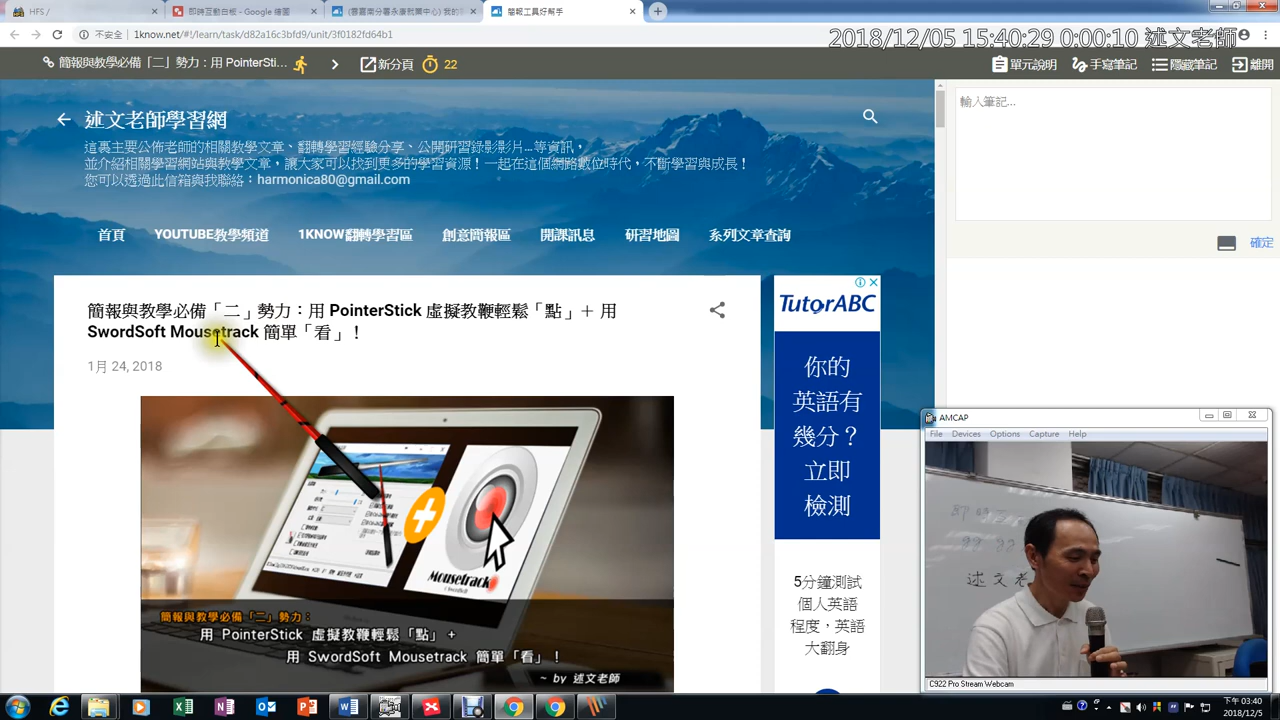 HFS /
即時互動白板 - Google 繪圖
(雲嘉南分署永康就業中心) 我的
簡報工具好幫手
不安全
1know.net/#!/learn/task/d82a16c3bfd9/unit/3f0182fd64b1
2018/12/05 15:40:29 0:00:10 述文老師
簡報與教學必備「二」勢力：用 PointerSti...
新分頁
22
單元說明
手寫筆記
隱藏筆記
離開
述文老師學習網
這裏主要公佈老師的相關教學文章、翻轉學習經驗分享、公開研習錄影影片...等資訊，
並介紹相關學習網站與教學文章，讓大家可以找到更多的學習資源！一起在這個網路數位時代，不斷學習與成長！
您可以透過此信箱與我聯絡：harmonica80@gmail.com
輸入筆記...
確定
首頁
YOUTUBE教學頻道
1KNOW翻轉學習區
創意簡報區
開課訊息
研習地圖
系列文章查詢
簡報與教學必備「二」勢力：用 PointerStick 虛擬教鞭輕鬆「點」＋ 用
SwordSoft Mousetrack 簡單「看」！
1月 24, 2018
TutorABC
你的
英語有
幾分？
立即
檢測
5分鐘測試
個人英語
程度，英語
大翻身
Mousetrack
簡報與教學必備「二」勢力：
用 PointerStick 虛擬教鞭輕鬆「點」 +
用 SwordSoft Mousetrack 簡單「看」！
~ by 述文老師
AMCAP
File Devices Options Capture Help
述文老
C922 Pro Stream Webcam
下午 03:40
2018/12/5